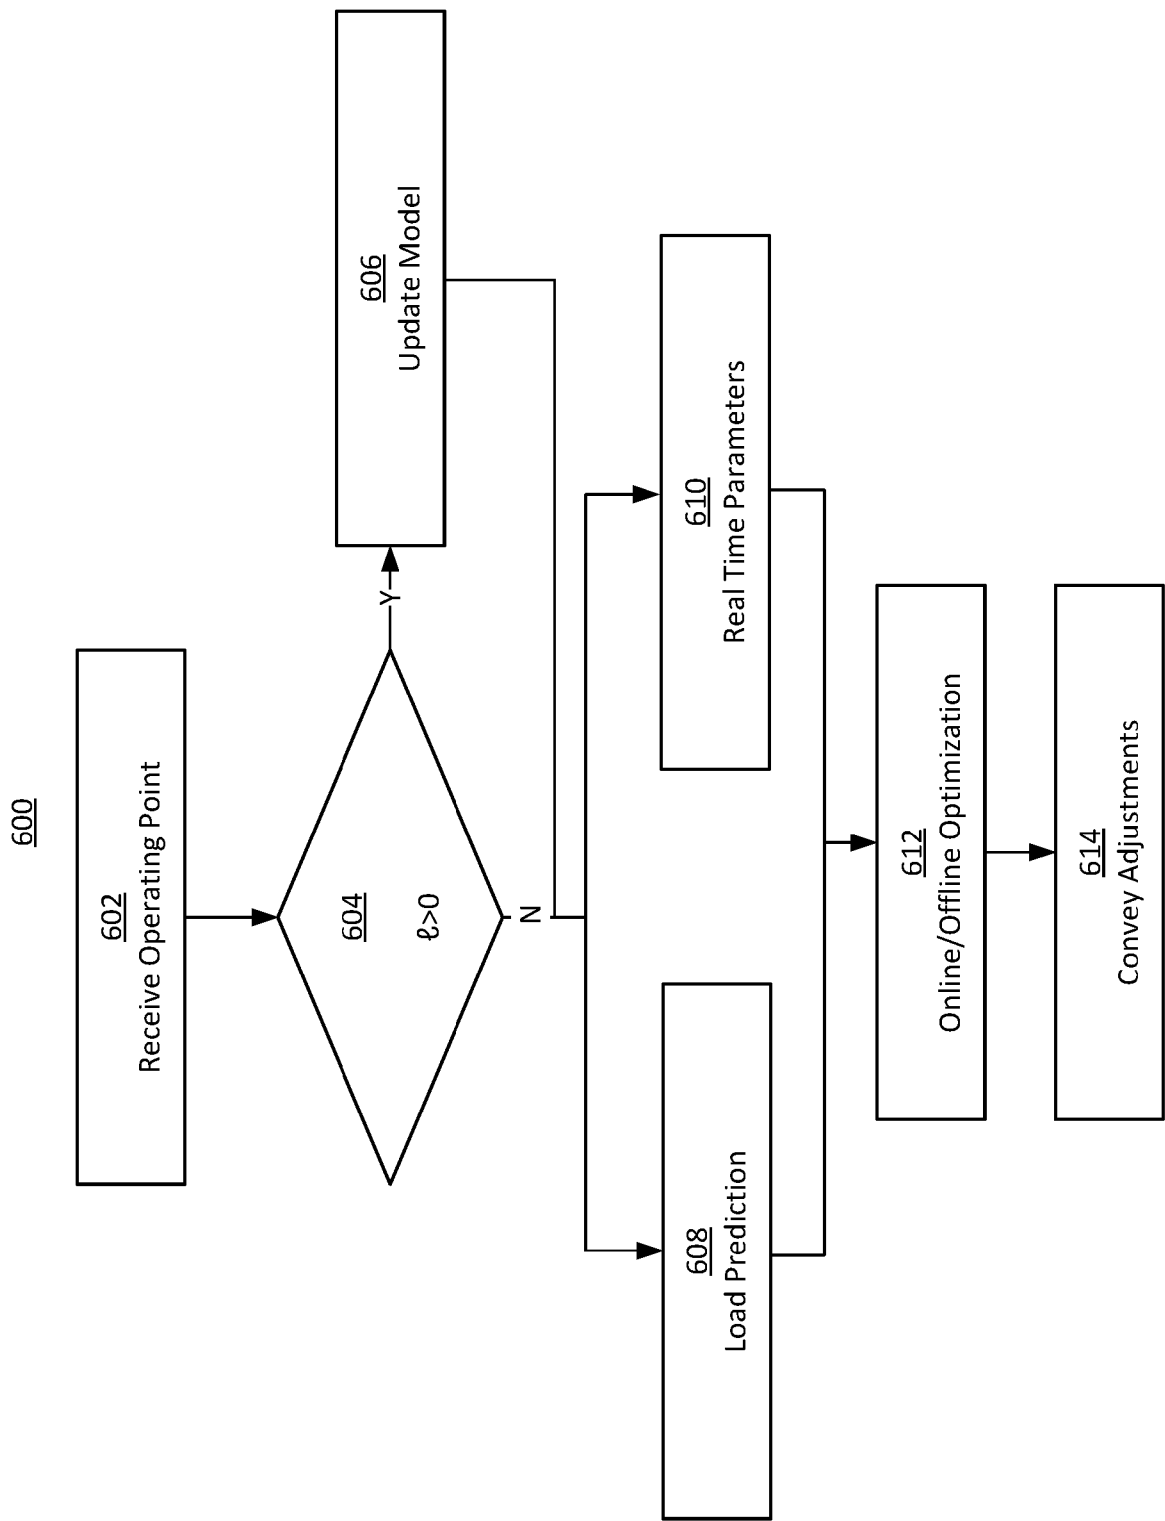 600
602
Receive Operating Point
604
ℓ>0
Y
606
Update Model
N
608
Load Prediction
610
Real Time Parameters
612
Online/Offline Optimization
614
Convey Adjustments